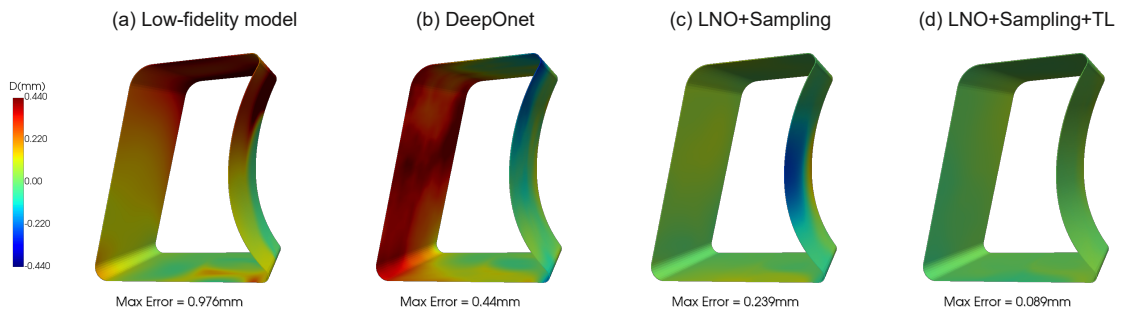 (a) Low-fidelity model
(b) DeepOnet
(c) LNO+Sampling
(d) LNO+Sampling+TL
D(mm)
0.440
0.220
0.00
-0.220
-0.440
Max Error = 0.976mm
Max Error = 0.44mm
Max Error = 0.239mm
Max Error = 0.089mm